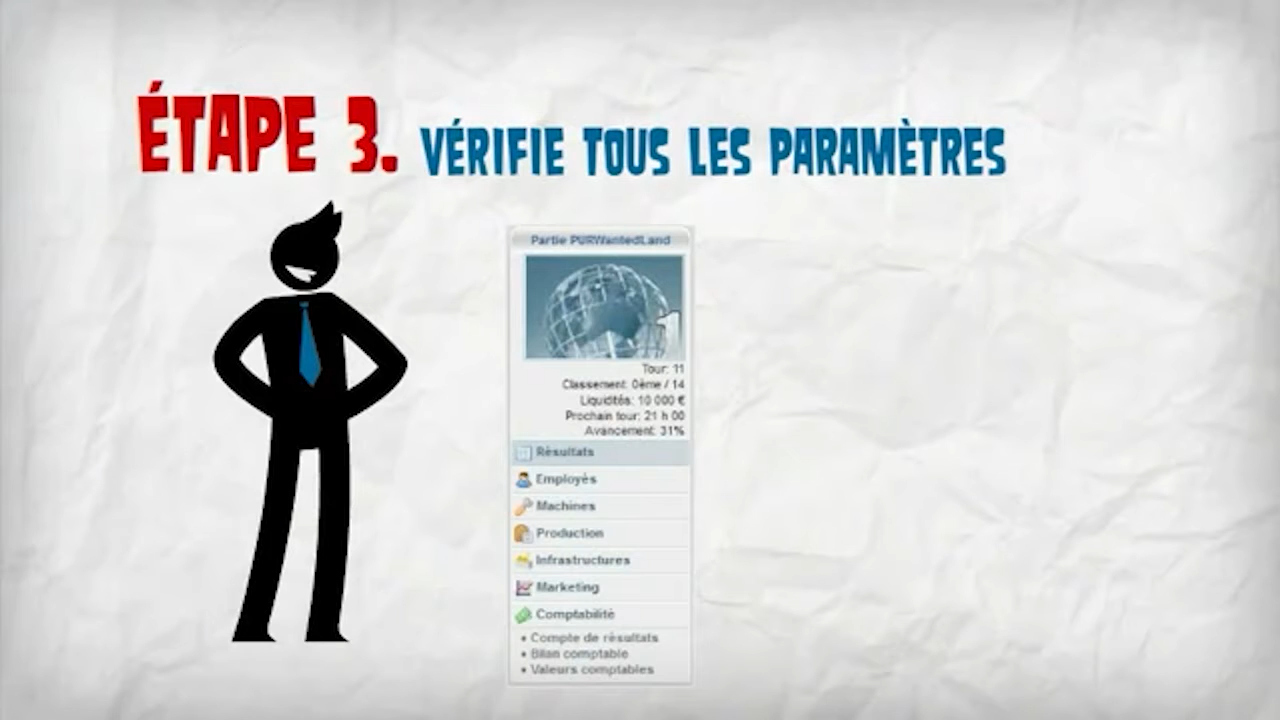 ÉTAPE 3. VÉRIFIE TOUS LES PARAMÈTRES
Partie PURWantedLand
Tour: 11
Classement: 0ème / 14
Liquidités: 10 000 €
Prochain tour: 21 h 00
Avancement: 31%
Résultats
Employés
Machines
Production
Infrastructures
Marketing
Comptabilité
• Compte de résultats
• Bilan comptable
• Valeurs comptables